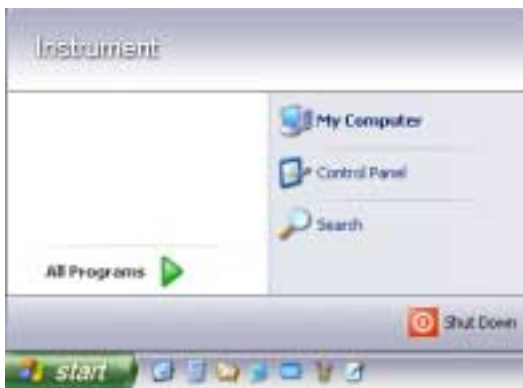 Instrument
My Computer
Control Panel
Search
All Programs
Shut Down
start